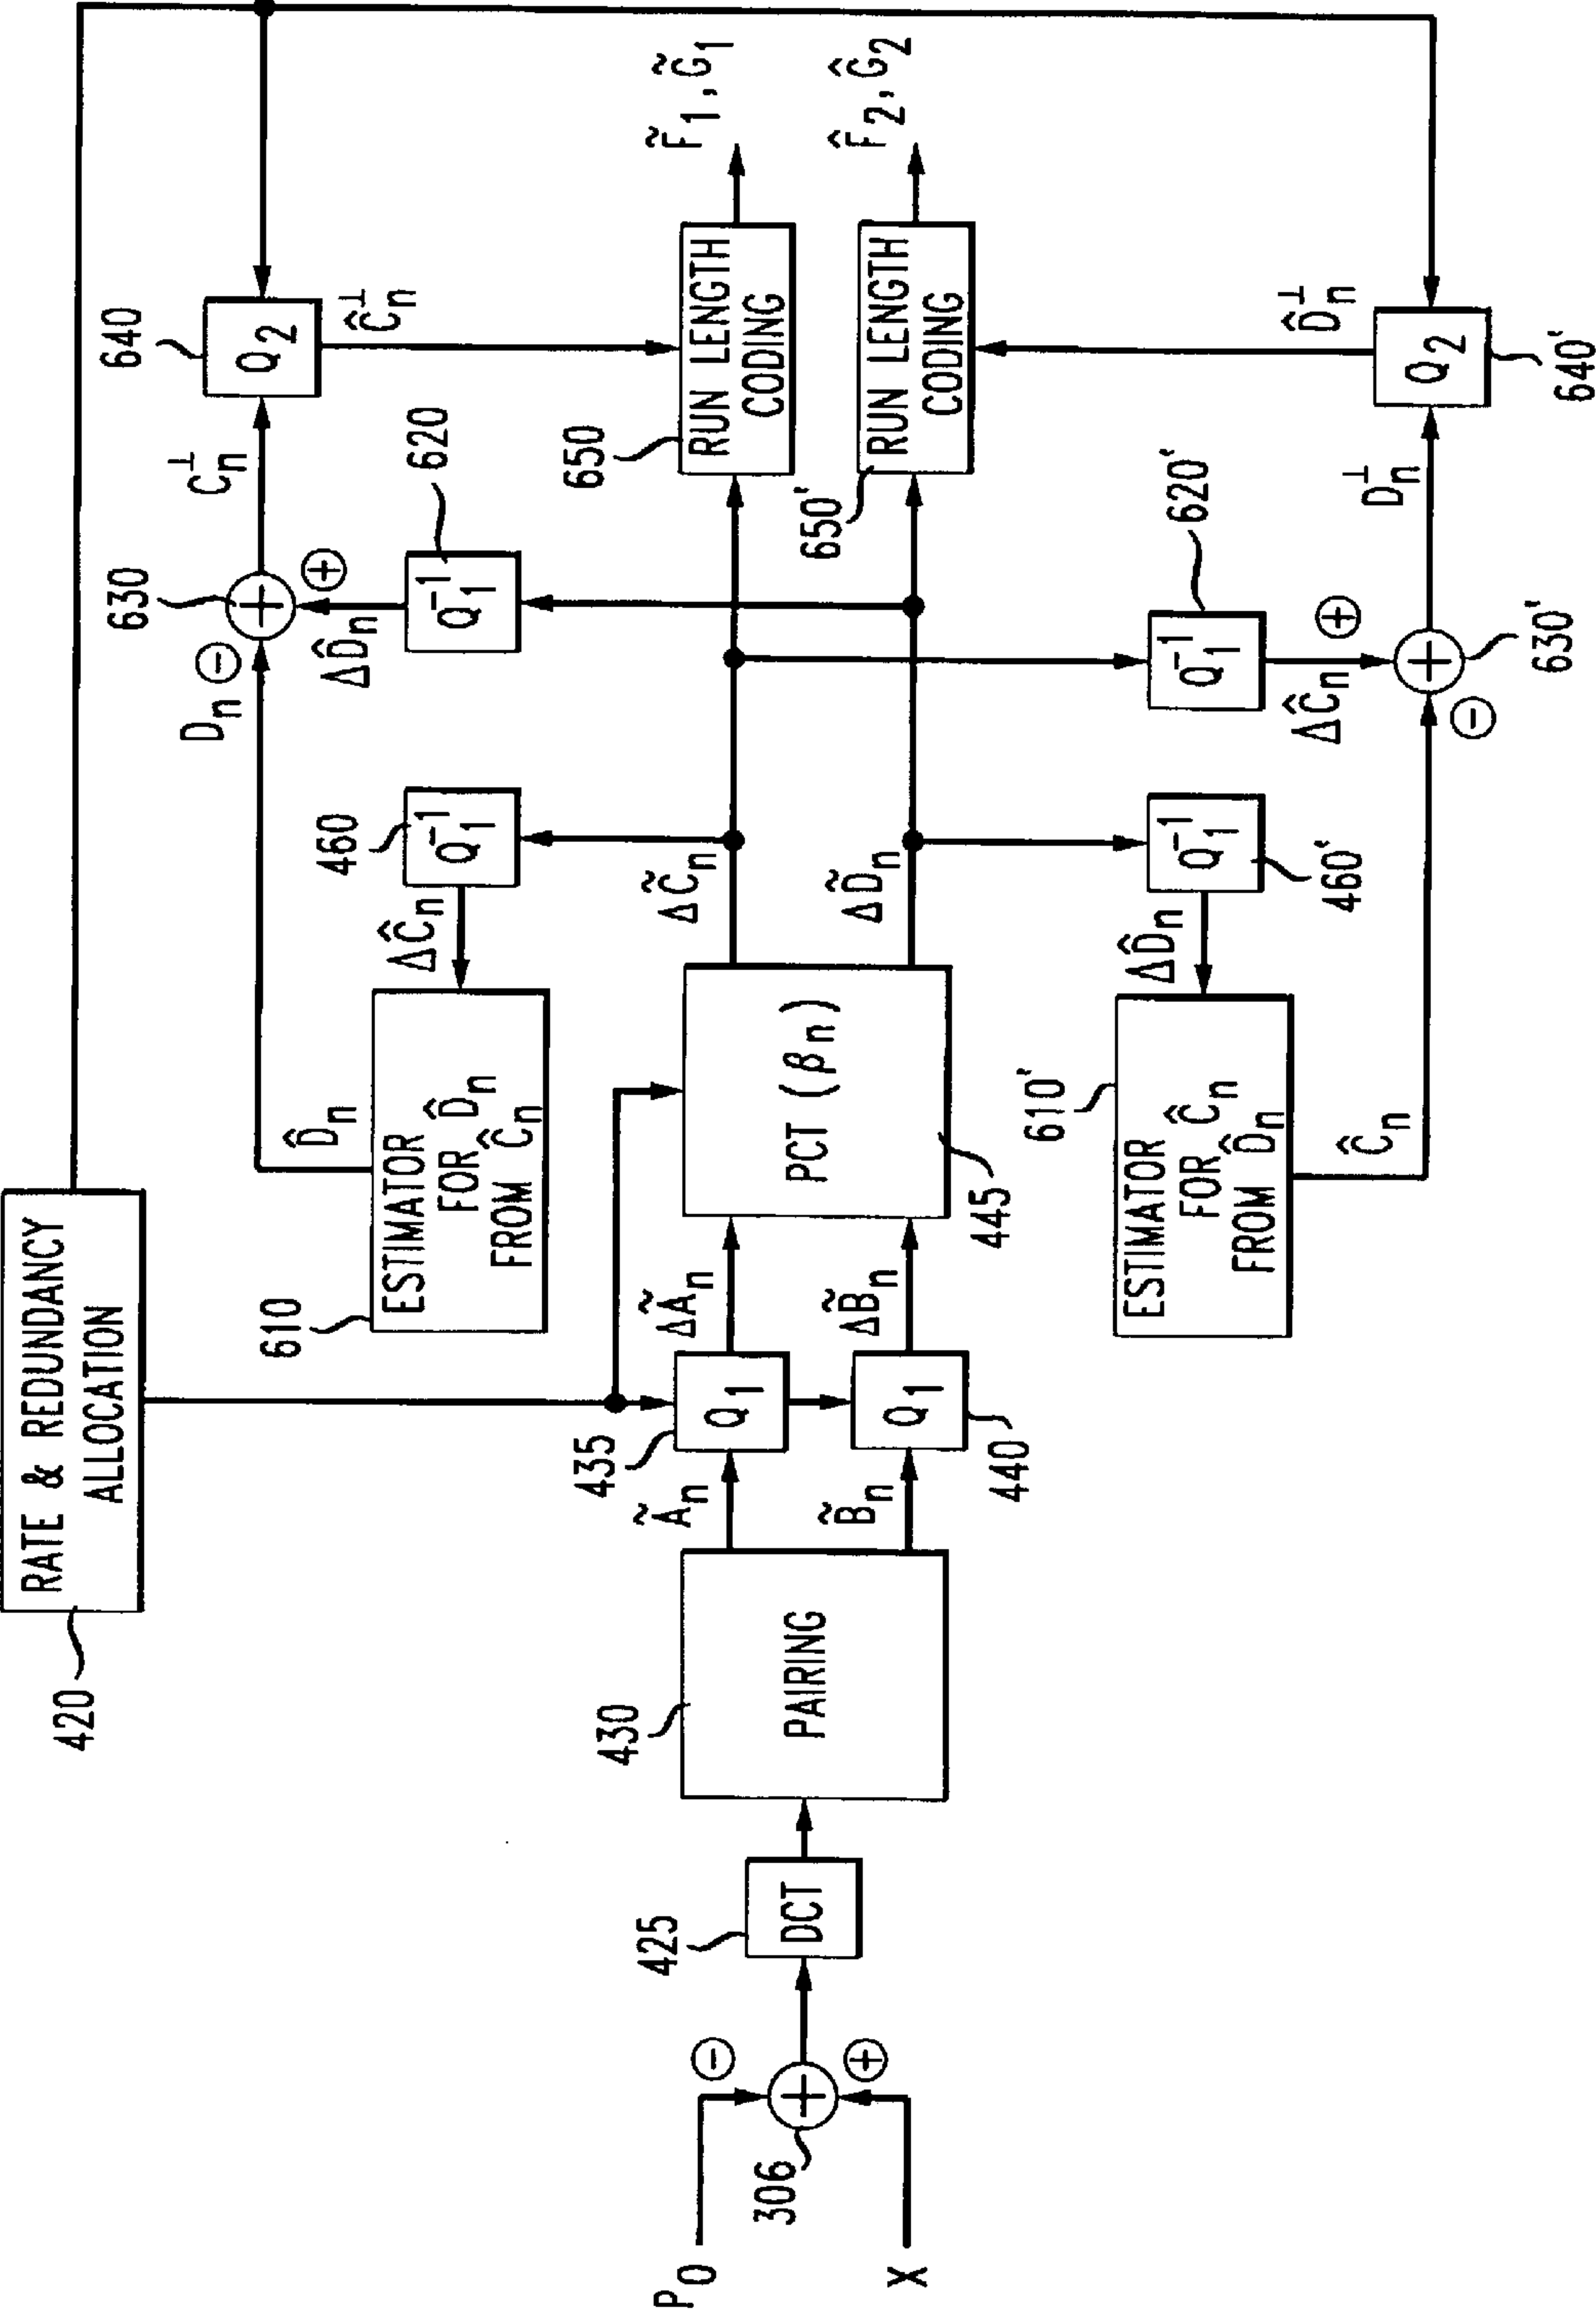 RATE & REDUNDANCY
ALLOCATION
420
640
Q₂
Ĉₙ^⊥
Cₙ^⊥
630
⊕
⊖
Dₙ
ΔD̂ₙ
620
Q₁⁻¹
460
Q₁⁻¹
ΔĈₙ
D̂ₙ
610
ESTIMATOR
FOR D̂ₙ
FROM Ĉₙ
650
RUN LENGTH
CODING
F̃₁, G̃₁
P₀
X
⊖
⊕
306
425
DCT
430
PAIRING
Ãₙ
B̃ₙ
435
Q₁
440
Q₁
ΔÃₙ
ΔB̃ₙ
445
PCT (βₙ)
ΔC̃ₙ
ΔD̃ₙ
650'
RUN LENGTH
CODING
F̂₂, Ĝ₂
610'
ESTIMATOR
FOR Ĉₙ
FROM D̂ₙ
ΔD̂ₙ
460'
Q₁⁻¹
Ĉₙ
620'
Q₁⁻¹
ΔĈₙ
⊕
⊖
630'
Dₙ^⊥
D̂ₙ^⊥
Q₂
640'